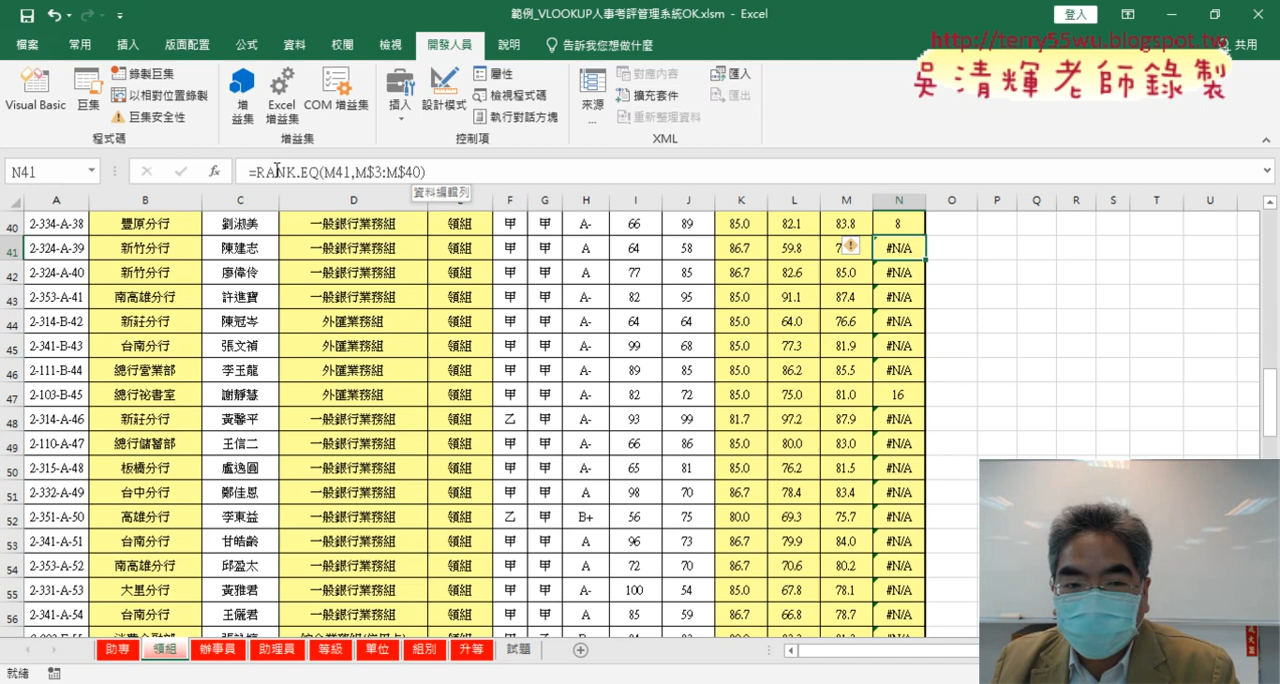 範例_VLOOKUP人事考評管理系統OK.xlsm - Excel
登入
檔案 常用 插入 版面配置 公式 資料 校閱 檢視 開發人員 說明 告訴我您想做什麼 共用
http://terry55wu.blogspot.tw
吳清輝老師錄製
Visual Basic 巨集 錄製巨集 以相對位置錄製 巨集安全性 增益集 Excel 增益集 COM 增益集 插入 設計模式 屬性 檢視程式碼 執行對話方塊 來源... 對應內容 擴充套件 重新整理資料 匯入 匯出
程式碼 增益集 控制項 XML
N41 fx =RANK.EQ(M41,M$3:M$40)
資料編輯列
A B C D E F G H I J K L M N O P Q R S T U
40 2-334-A-38 豐原分行 劉淑美 一般銀行業務組 領組 甲 甲 A- 66 89 85.0 82.1 83.8 8
41 2-324-A-39 新竹分行 陳建志 一般銀行業務組 領組 甲 甲 A 64 58 86.7 59.8 7 #N/A
42 2-324-A-40 新竹分行 廖偉伶 一般銀行業務組 領組 甲 甲 A 77 85 86.7 82.6 85.0 #N/A
43 2-353-A-41 南高雄分行 許進寶 一般銀行業務組 領組 甲 甲 A- 82 95 85.0 91.1 87.4 #N/A
44 2-314-B-42 新莊分行 陳冠岑 外匯業務組 領組 甲 甲 A- 64 64 85.0 64.0 76.6 #N/A
45 2-341-B-43 台南分行 張文禎 外匯業務組 領組 甲 甲 A- 99 68 85.0 77.3 81.9 #N/A
46 2-111-B-44 總行營業部 李玉龍 外匯業務組 領組 甲 甲 A- 89 85 85.0 86.2 85.5 #N/A
47 2-103-B-45 總行祕書室 謝靜慧 外匯業務組 領組 甲 甲 A- 82 72 85.0 75.0 81.0 16
48 2-314-A-46 新莊分行 黃馨平 一般銀行業務組 領組 乙 甲 A- 93 99 81.7 97.2 87.9 #N/A
49 2-110-A-47 總行儲蓄部 王信二 一般銀行業務組 領組 甲 甲 A- 66 86 85.0 80.0 83.0 #N/A
50 2-315-A-48 板橋分行 盧逸圓 一般銀行業務組 領組 甲 甲 A- 65 81 85.0 76.2 81.5 #N/A
51 2-332-A-49 台中分行 鄭佳恩 一般銀行業務組 領組 甲 甲 A 98 70 86.7 78.4 83.4 #N/A
52 2-351-A-50 高雄分行 李東益 一般銀行業務組 領組 乙 甲 B+ 56 75 80.0 69.3 75.7 #N/A
53 2-341-A-51 台南分行 甘皓齡 一般銀行業務組 領組 甲 甲 A 96 73 86.7 79.9 84.0 #N/A
54 2-353-A-52 南高雄分行 邱盈太 一般銀行業務組 領組 甲 甲 A 72 70 86.7 70.6 80.2 #N/A
55 2-331-A-53 大里分行 黃雅君 一般銀行業務組 領組 甲 甲 A- 100 54 85.0 67.8 78.1 #N/A
56 2-341-A-54 台南分行 王儷君 一般銀行業務組 領組 甲 甲 A 85 59 86.7 66.8 78.7 #N/A
助專 領組 辦事員 助理員 等級 單位 組別 升等 試題
就緒